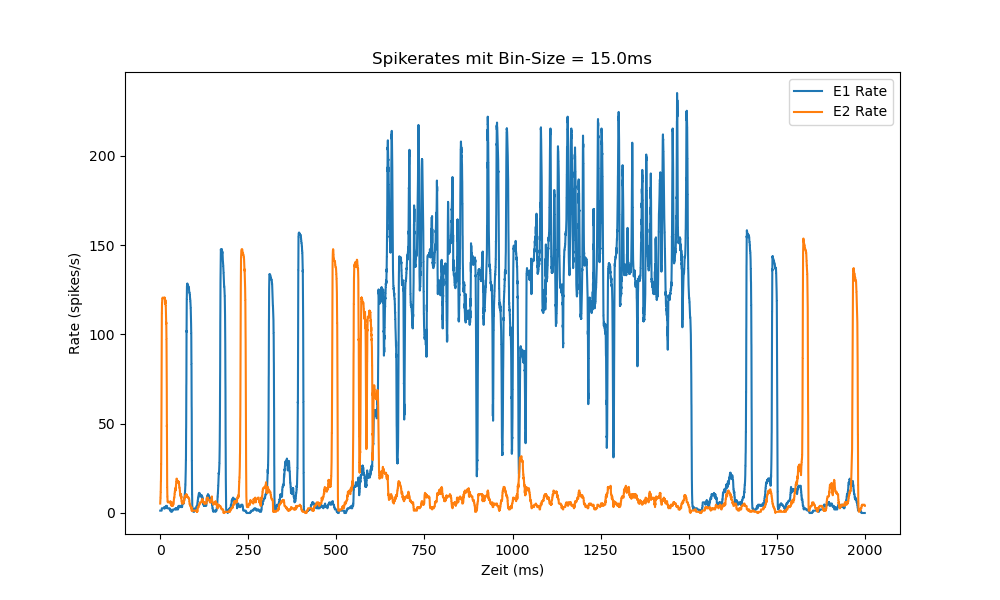 Spikerates mit Bin-Size = 15.0ms
E1 Rate
E2 Rate
Rate (spikes/s)
200
150
100
50
0
0 250 500 750 1000 1250 1500 1750 2000
Zeit (ms)